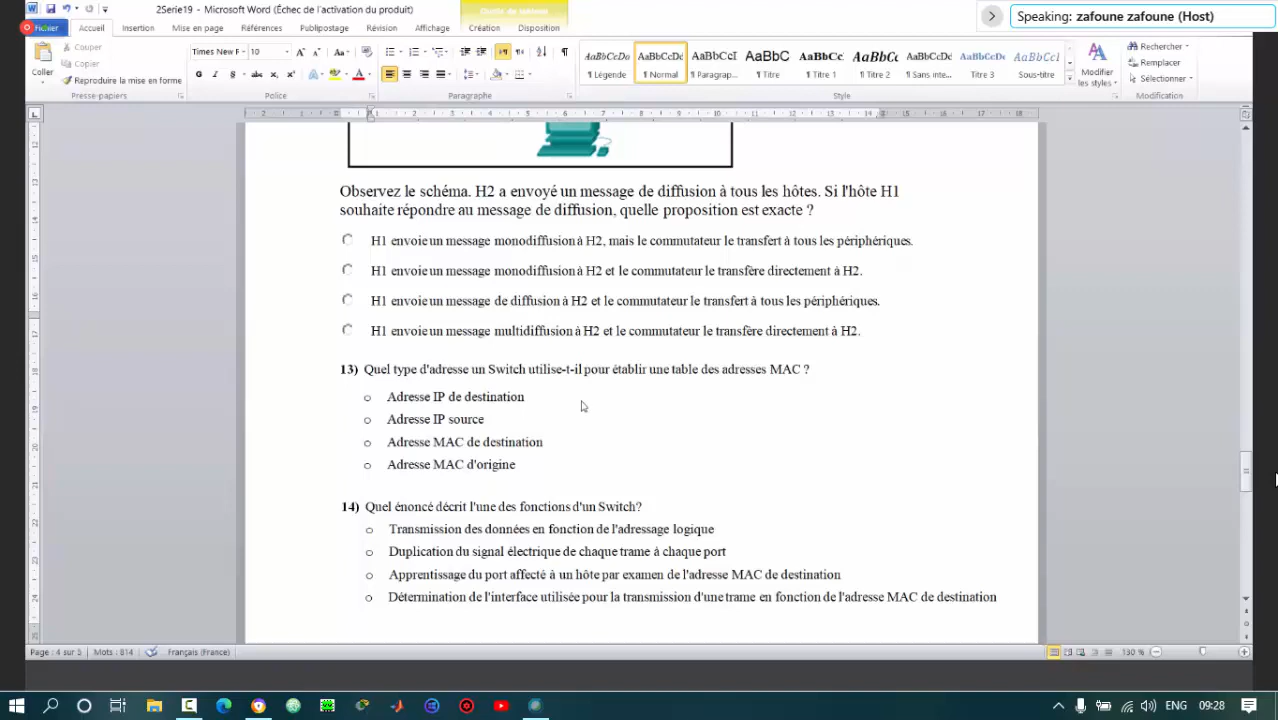 2Serie19 - Microsoft Word (Échec de l'activation du produit)
Outils de tableau
Speaking: zafoune zafoune (Host)
Fichier Accueil Insertion Mise en page Références Publipostage Révision Affichage Création Disposition
Coller
Couper
Copier
Reproduire la mise en forme
Presse-papiers
Times New F 10
Police
Paragraphe
AaBbCcDo AaBbCcDc AaBbCcI AaBbC AaBbCc AaBbCc AaBbCcDc AaBbCcDc AaBbCcI
¶ Légende ¶ Normal ¶ Paragrap... ¶ Titre ¶ Titre 1 ¶ Titre 2 ¶ Sans inte... Titre 3 Sous-titre
Style
Modifier
les styles
Rechercher
Remplacer
Sélectionner
Modification
Observez le schéma. H2 a envoyé un message de diffusion à tous les hôtes. Si l'hôte H1
souhaite répondre au message de diffusion, quelle proposition est exacte ?
H1 envoie un message monodiffusion à H2, mais le commutateur le transfert à tous les périphériques.
H1 envoie un message monodiffusion à H2 et le commutateur le transfère directement à H2.
H1 envoie un message de diffusion à H2 et le commutateur le transfert à tous les périphériques.
H1 envoie un message multidiffusion à H2 et le commutateur le transfère directement à H2.
13) Quel type d'adresse un Switch utilise-t-il pour établir une table des adresses MAC ?
o Adresse IP de destination
o Adresse IP source
o Adresse MAC de destination
o Adresse MAC d'origine
14) Quel énoncé décrit l'une des fonctions d'un Switch?
o Transmission des données en fonction de l'adressage logique
o Duplication du signal électrique de chaque trame à chaque port
o Apprentissage du port affecté à un hôte par examen de l'adresse MAC de destination
o Détermination de l'interface utilisée pour la transmission d'une trame en fonction de l'adresse MAC de destination
Page : 4 sur 5 Mots : 814 Français (France) 130 %
ENG 09:28